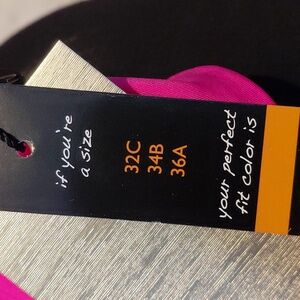 if you're
a size
32C
34B
36A
your perfect
fit color is